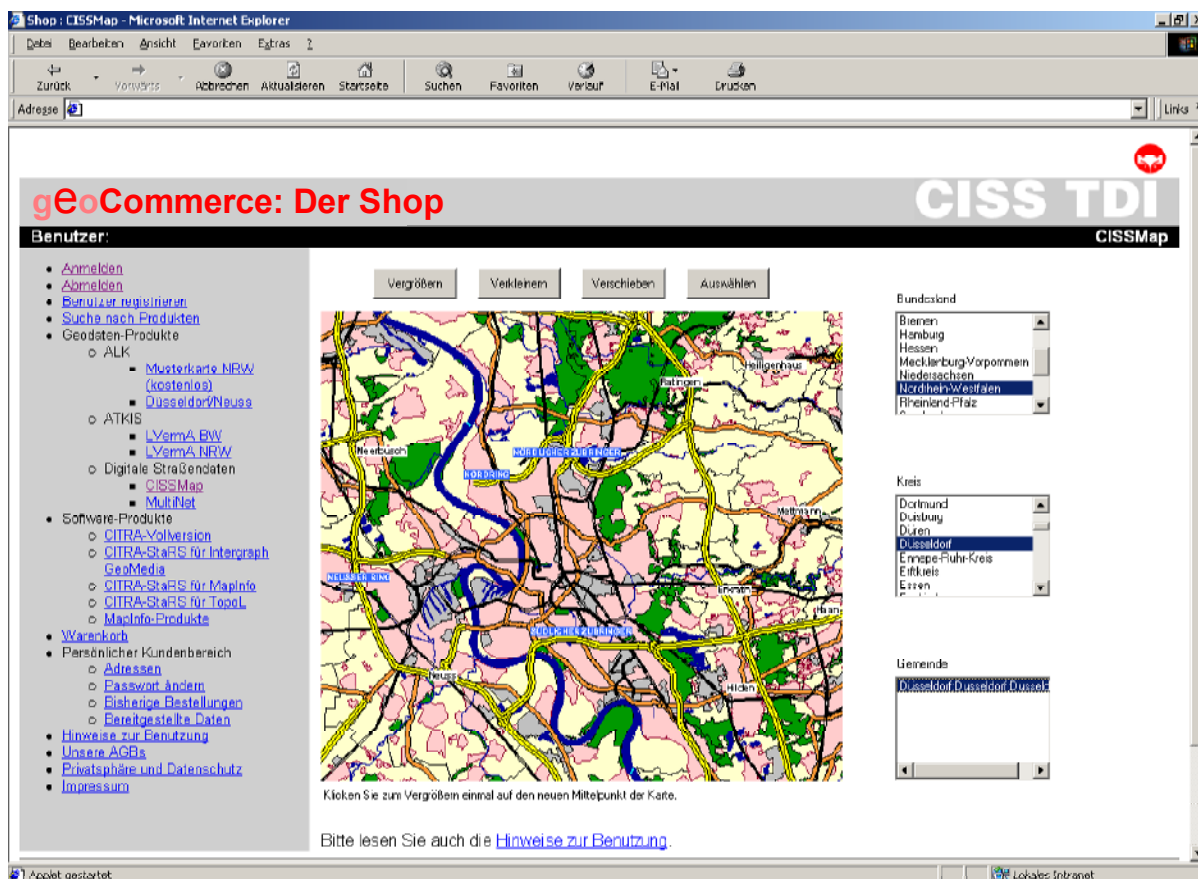 Shop : CISSMap - Microsoft Internet Explorer
Datei Bearbeiten Ansicht Favoriten Extras ?
Zurück Vorwärts Abbrechen Aktualisieren Startseite Suchen Favoriten Verlauf E-Mail Drucken
Adresse
Links
geoCommerce: Der Shop
CISS TDI
Benutzer:
CISSMap
Anmelden
Abmelden
Benutzer registrieren
Suche nach Produkten
Geodaten-Produkte
ALK
Musterkarte NRW
(kostenlos)
Düsseldorf/Neuss
ATKIS
LVermA BW
LVermA NRW
Digitale Straßendaten
CISSMap
MultiNet
Software-Produkte
CITRA-Vollversion
CITRA-StaRS für Intergraph
GeoMedia
CITRA-StaRS für MapInfo
CITRA-StaRS für TopoL
MapInfo-Produkte
Warenkorb
Persönlicher Kundenbereich
Adressen
Passwort ändern
Bisherige Bestellungen
Bereitgestellte Daten
Hinweise zur Benutzung
Unsere AGBs
Privatsphäre und Datenschutz
Impressum
Vergrößern Verkleinern Verschieben Auswählen
Heiligenhaus
Ratingen
Meerbusch
NÖRDLICHER ZUBRINGER
NORDRING
Mettmann
NEUSSER RING
Erkrath
Haan
SÜDLICHER ZUBRINGER
Neuss
Hilden
Klicken Sie zum Vergrößern einmal auf den neuen Mittelpunkt der Karte.
Bitte lesen Sie auch die Hinweise zur Benutzung.
Bundesland
Bremen
Hamburg
Hessen
Mecklenburg-Vorpommern
Niedersachsen
Nordrhein-Westfalen
Rheinland-Pfalz
Kreis
Dortmund
Duisburg
Düren
Düsseldorf
Ennepe-Ruhr-Kreis
Erftkreis
Essen
Gemeinde
Düsseldorf-Düsseldorf-Düsseld
Applet gestartet
Lokales Intranet